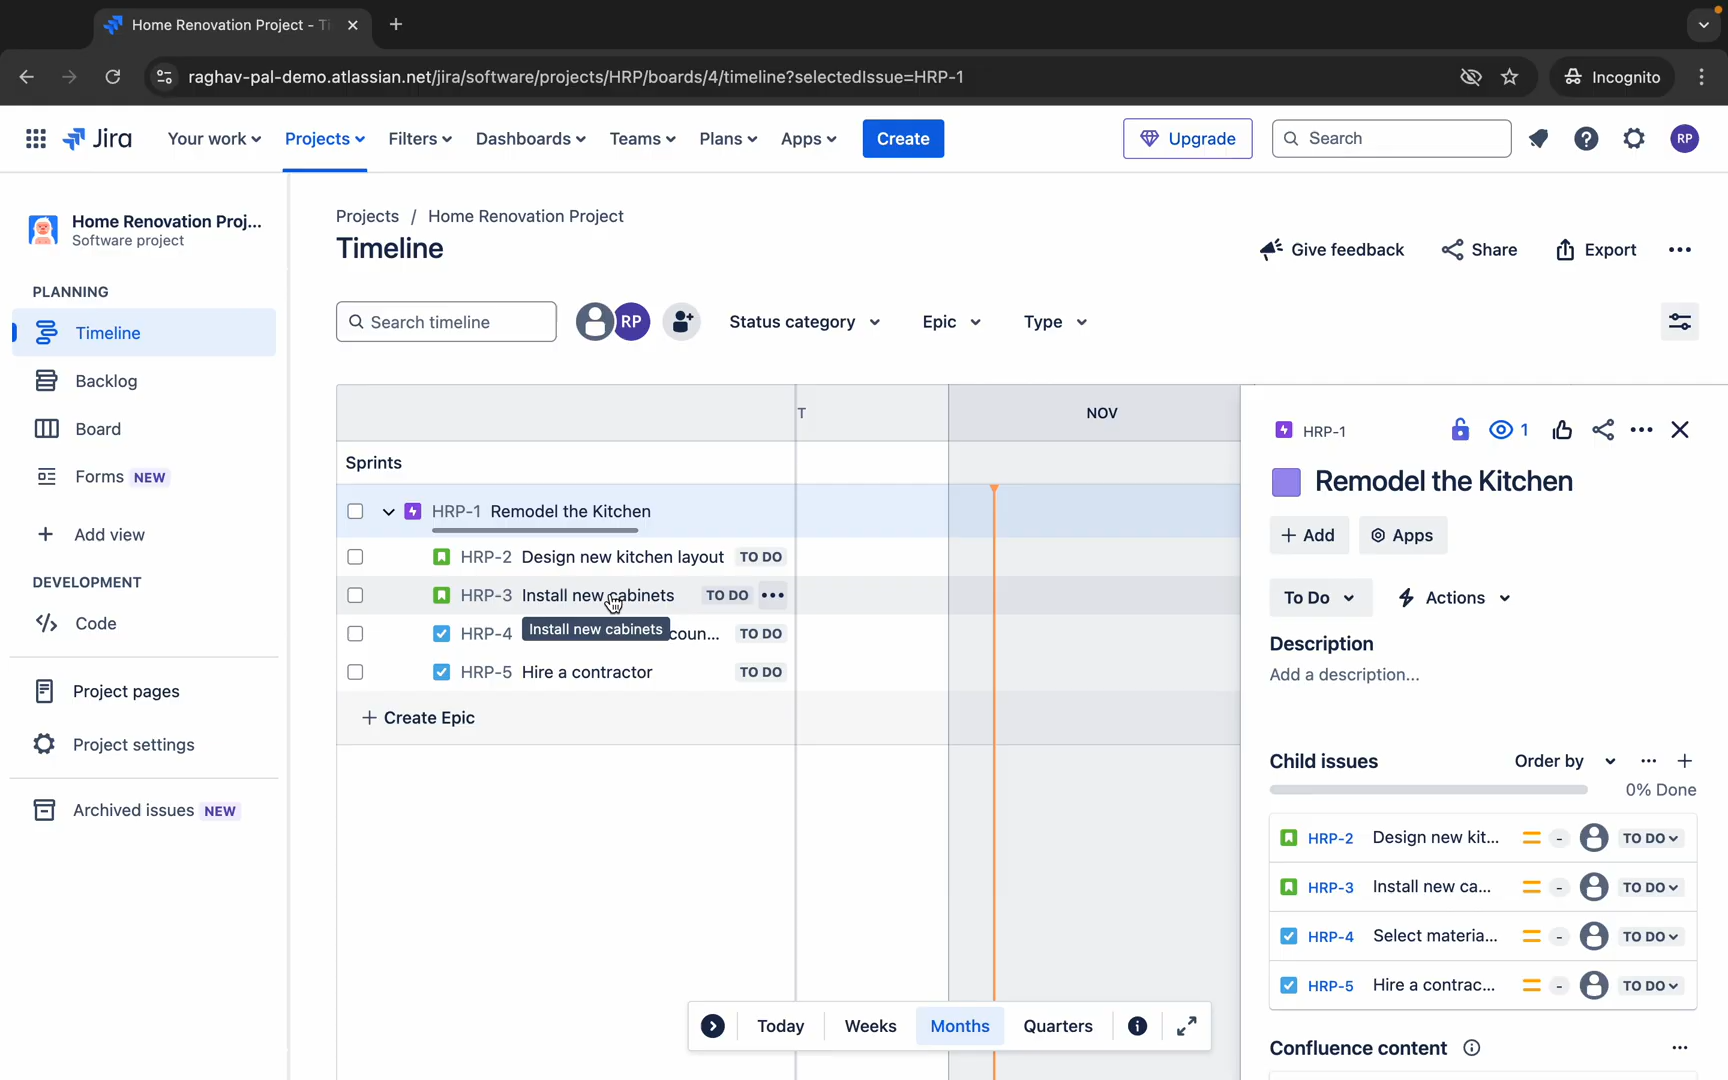 Home Renovation Project - Ti
raghav-pal-demo.atlassian.net/jira/software/projects/HRP/boards/4/timeline?selectedIssue=HRP-1
Incognito
Jira
Your work
Projects
Filters
Dashboards
Teams
Plans
Apps
Create
Upgrade
Search
RP
Home Renovation Proj...
Software project
PLANNING
Timeline
Backlog
Board
Forms NEW
Add view
DEVELOPMENT
Code
Project pages
Project settings
Archived issues NEW
Projects / Home Renovation Project
Timeline
Give feedback
Share
Export
Search timeline
RP
Status category
Epic
Type
T
NOV
Sprints
HRP-1 Remodel the Kitchen
HRP-2 Design new kitchen layout TO DO
HRP-3 Install new cabinets TO DO
Install new cabinets
HRP-4 coun... TO DO
HRP-5 Hire a contractor TO DO
+ Create Epic
Today
Weeks
Months
Quarters
HRP-1
1
Remodel the Kitchen
+ Add
Apps
To Do
Actions
Description
Add a description...
Child issues
Order by
0% Done
HRP-2 Design new kit... - TO DO
HRP-3 Install new ca... - TO DO
HRP-4 Select materia... - TO DO
HRP-5 Hire a contrac... - TO DO
Confluence content